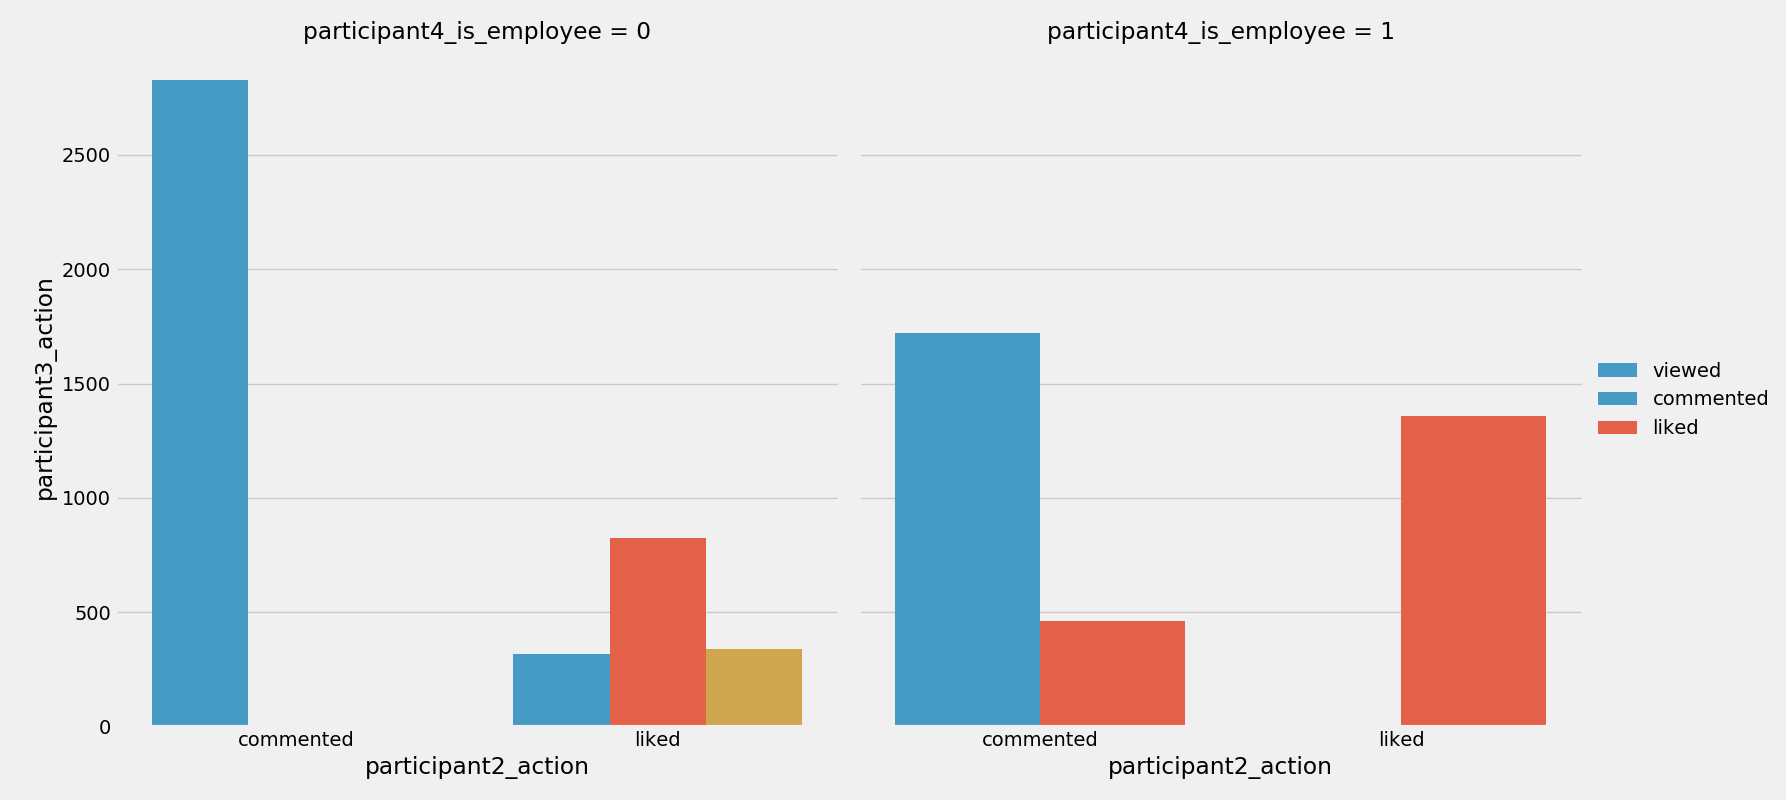 participant4_is_employee = 0
participant4_is_employee = 1
participant3_action
2500
2000
1500
1000
500
0
commented
liked
commented
liked
participant2_action
participant2_action
viewed
commented
liked